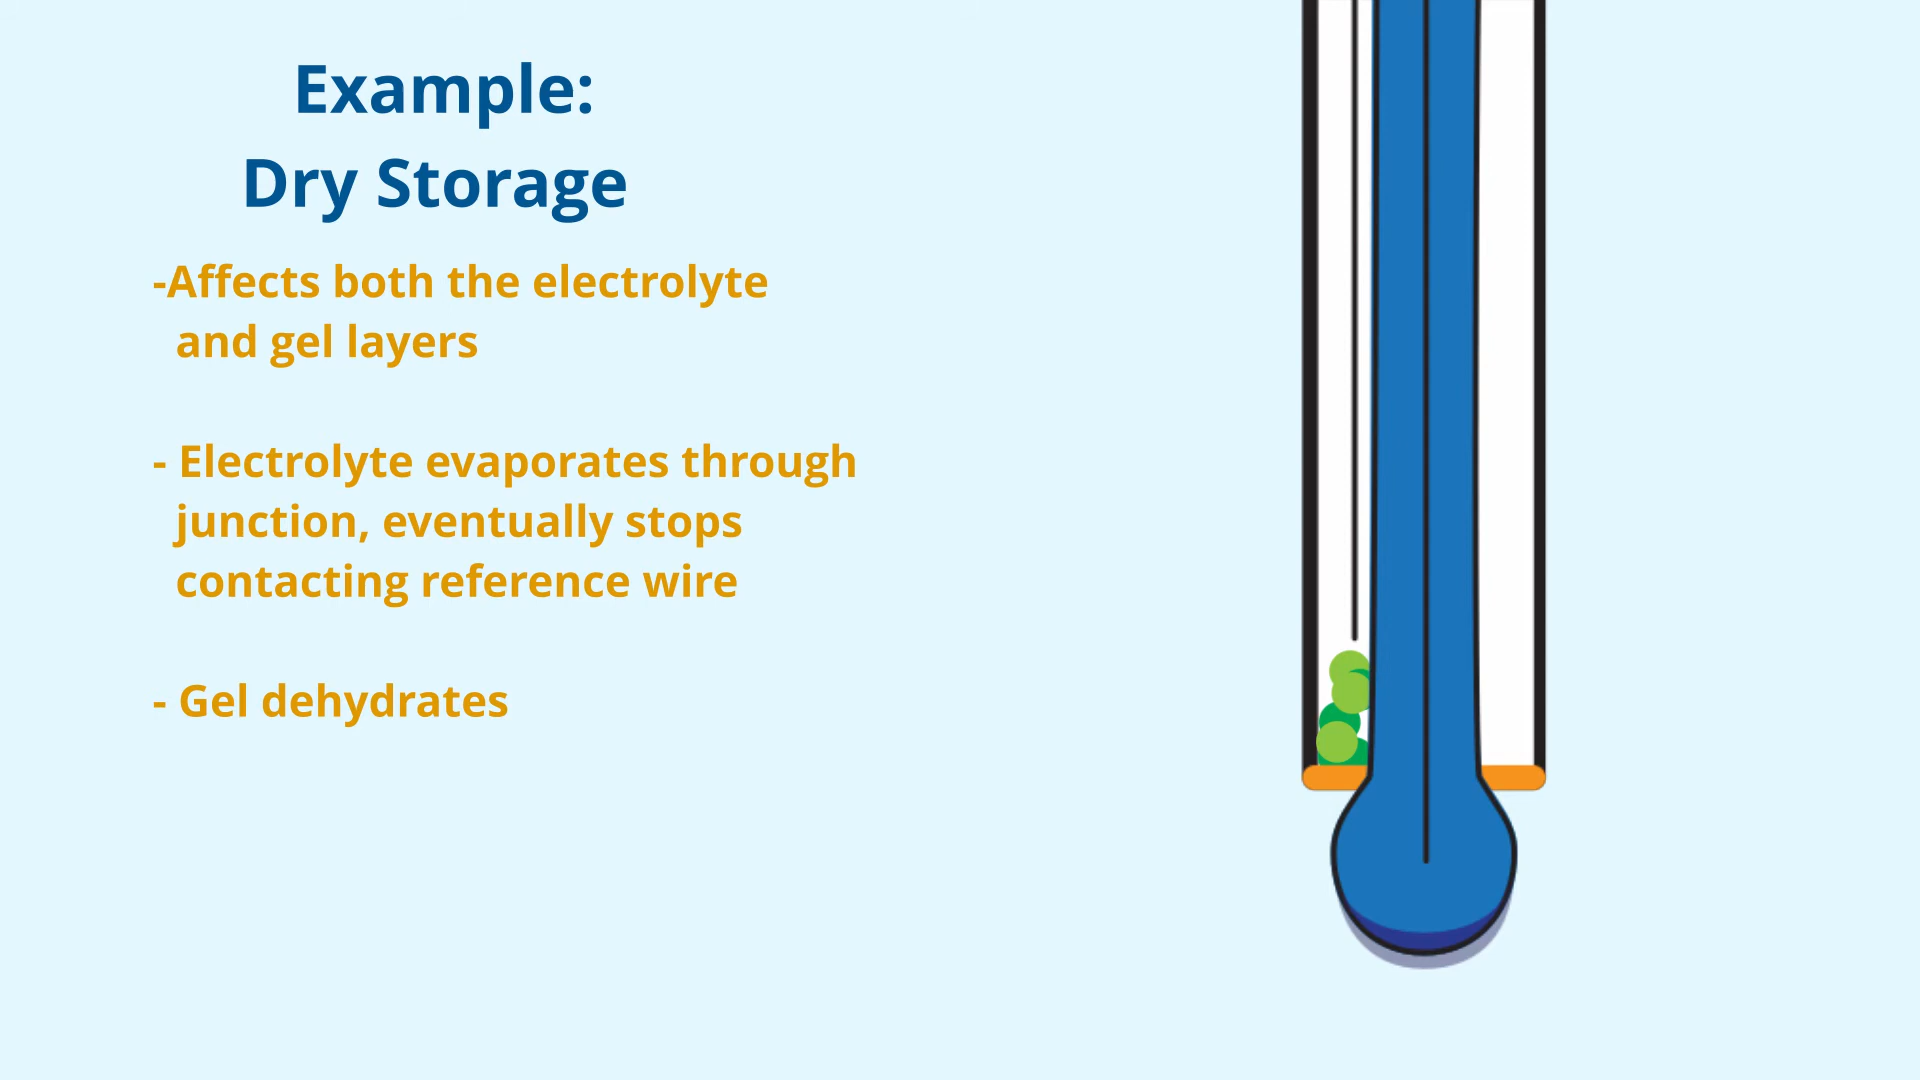 Example:
Dry Storage
-Affects both the electrolyte
and gel layers
- Electrolyte evaporates through
junction, eventually stops
contacting reference wire
- Gel dehydrates